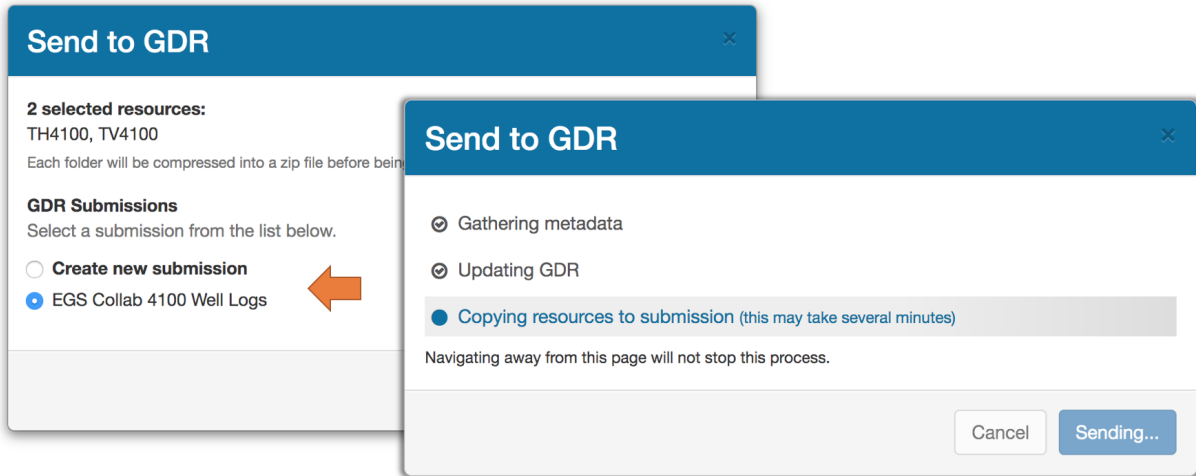 Send to GDR
×
2 selected resources:
TH4100, TV4100
Each folder will be compressed into a zip file before
GDR Submissions
Select a submission from the list below.
Create new submission
EGS Collab 4100 Well Logs
Send to GDR
×
Gathering metadata
Updating GDR
Copying resources to submission (this may take several minutes)
Navigating away from this page will not stop this process.
Cancel
Sending...